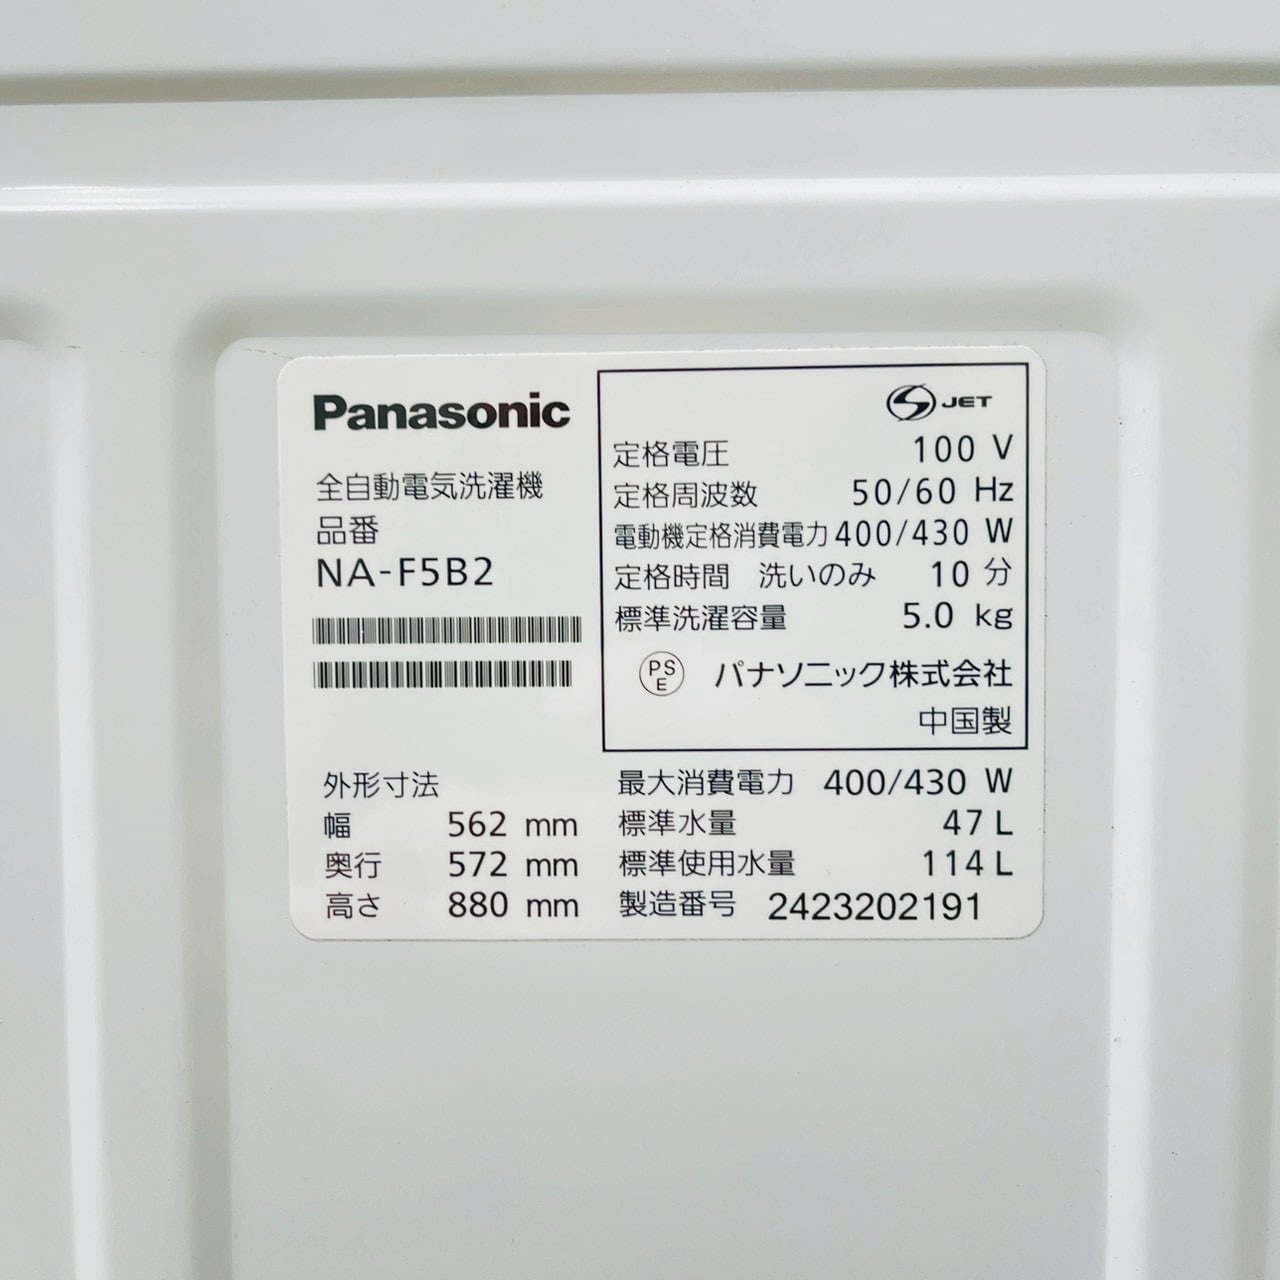 Panasonic
全自動電気洗濯機
品番
NA-F5B2
JET
定格電圧 100 V
定格周波数 50/60 Hz
電動機定格消費電力 400/430 W
定格時間 洗いのみ 10 分
標準洗濯容量 5.0 kg
PSE パナソニック株式会社
中国製
外形寸法
幅 562 mm
奥行 572 mm
高さ 880 mm
最大消費電力 400/430 W
標準水量 47 L
標準使用水量 114 L
製造番号 2423202191